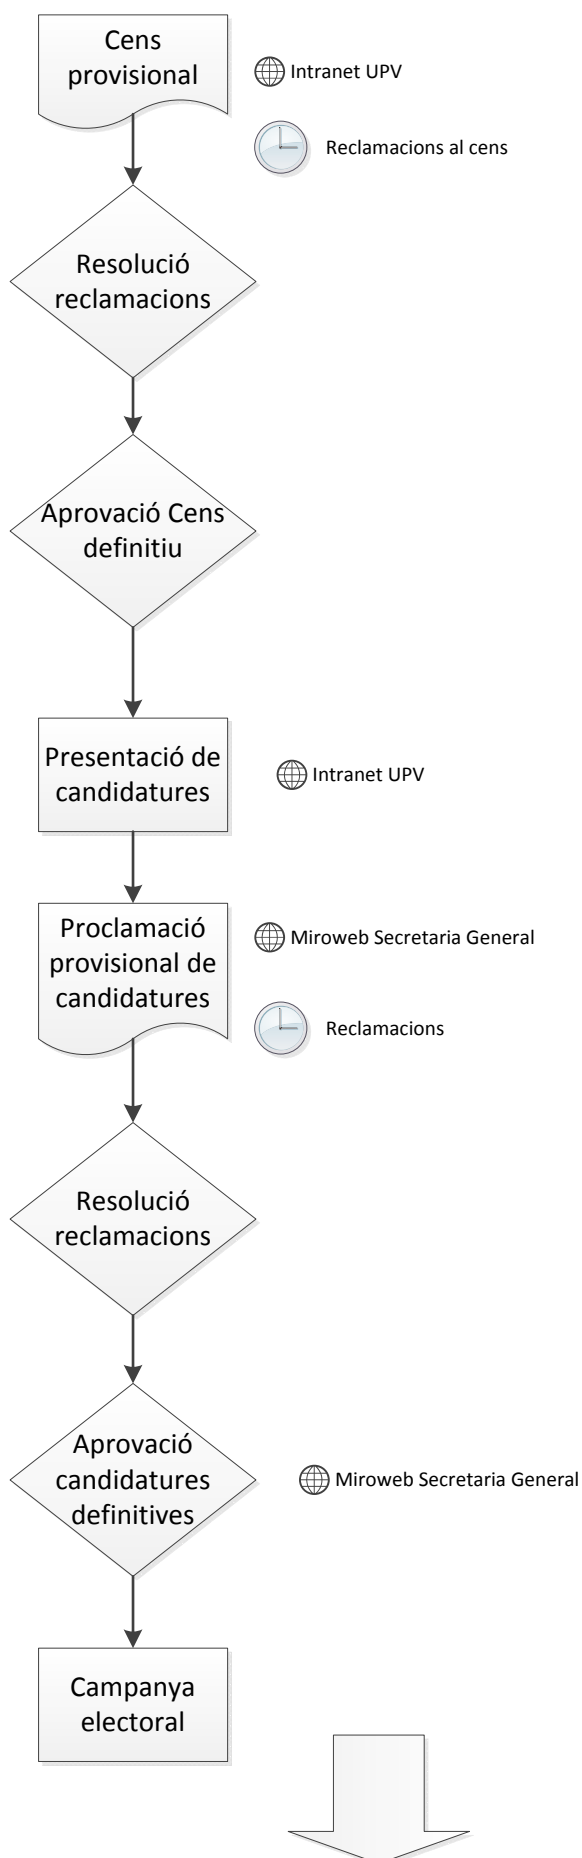 Cens
provisional
Intranet UPV
Reclamacions al cens
Resolució
reclamacions
Aprovació Cens
definitiu
Presentació de
candidatures
Intranet UPV
Proclamació
provisional de
candidatures
Miroweb Secretaria General
Reclamacions
Resolució
reclamacions
Aprovació
candidatures
definitives
Miroweb Secretaria General
Campanya
electoral